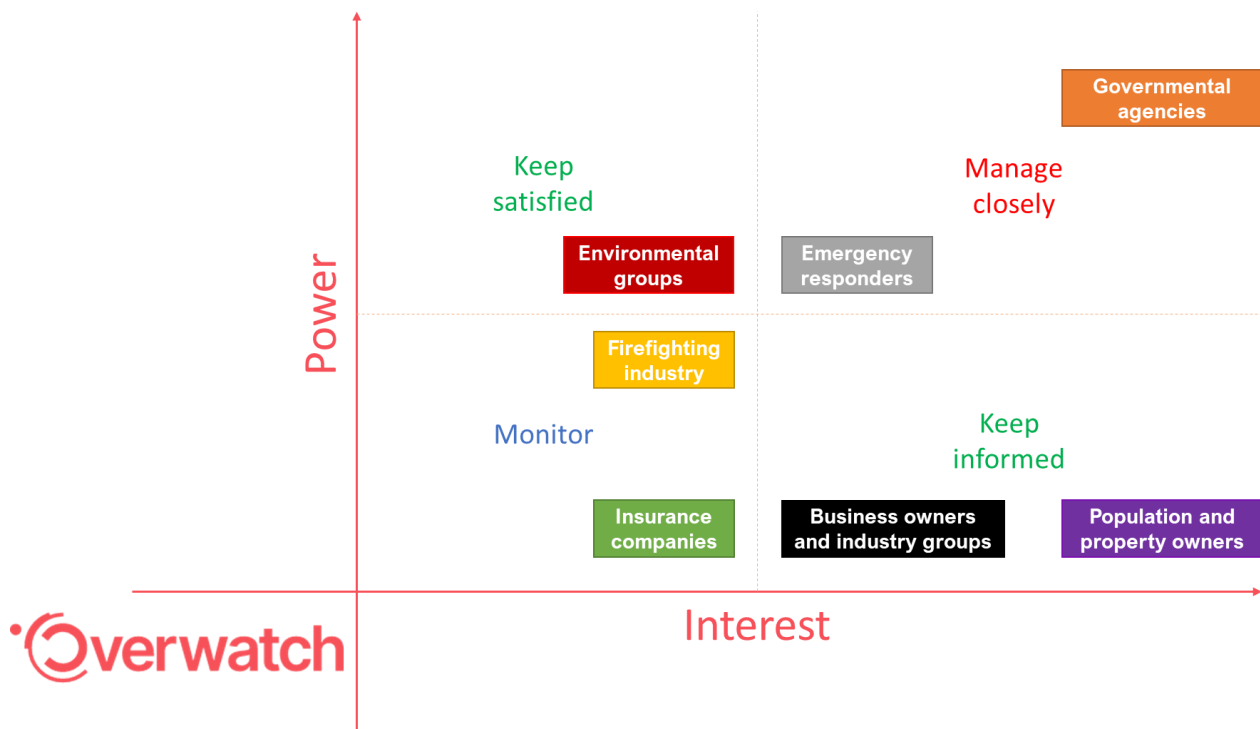 Governmental
agencies
Keep
satisfied
Manage
closely
Environmental
groups
Emergency
responders
Power
Firefighting
industry
Monitor
Keep
informed
Insurance
companies
Business owners
and industry groups
Population and
property owners
Interest
Overwatch